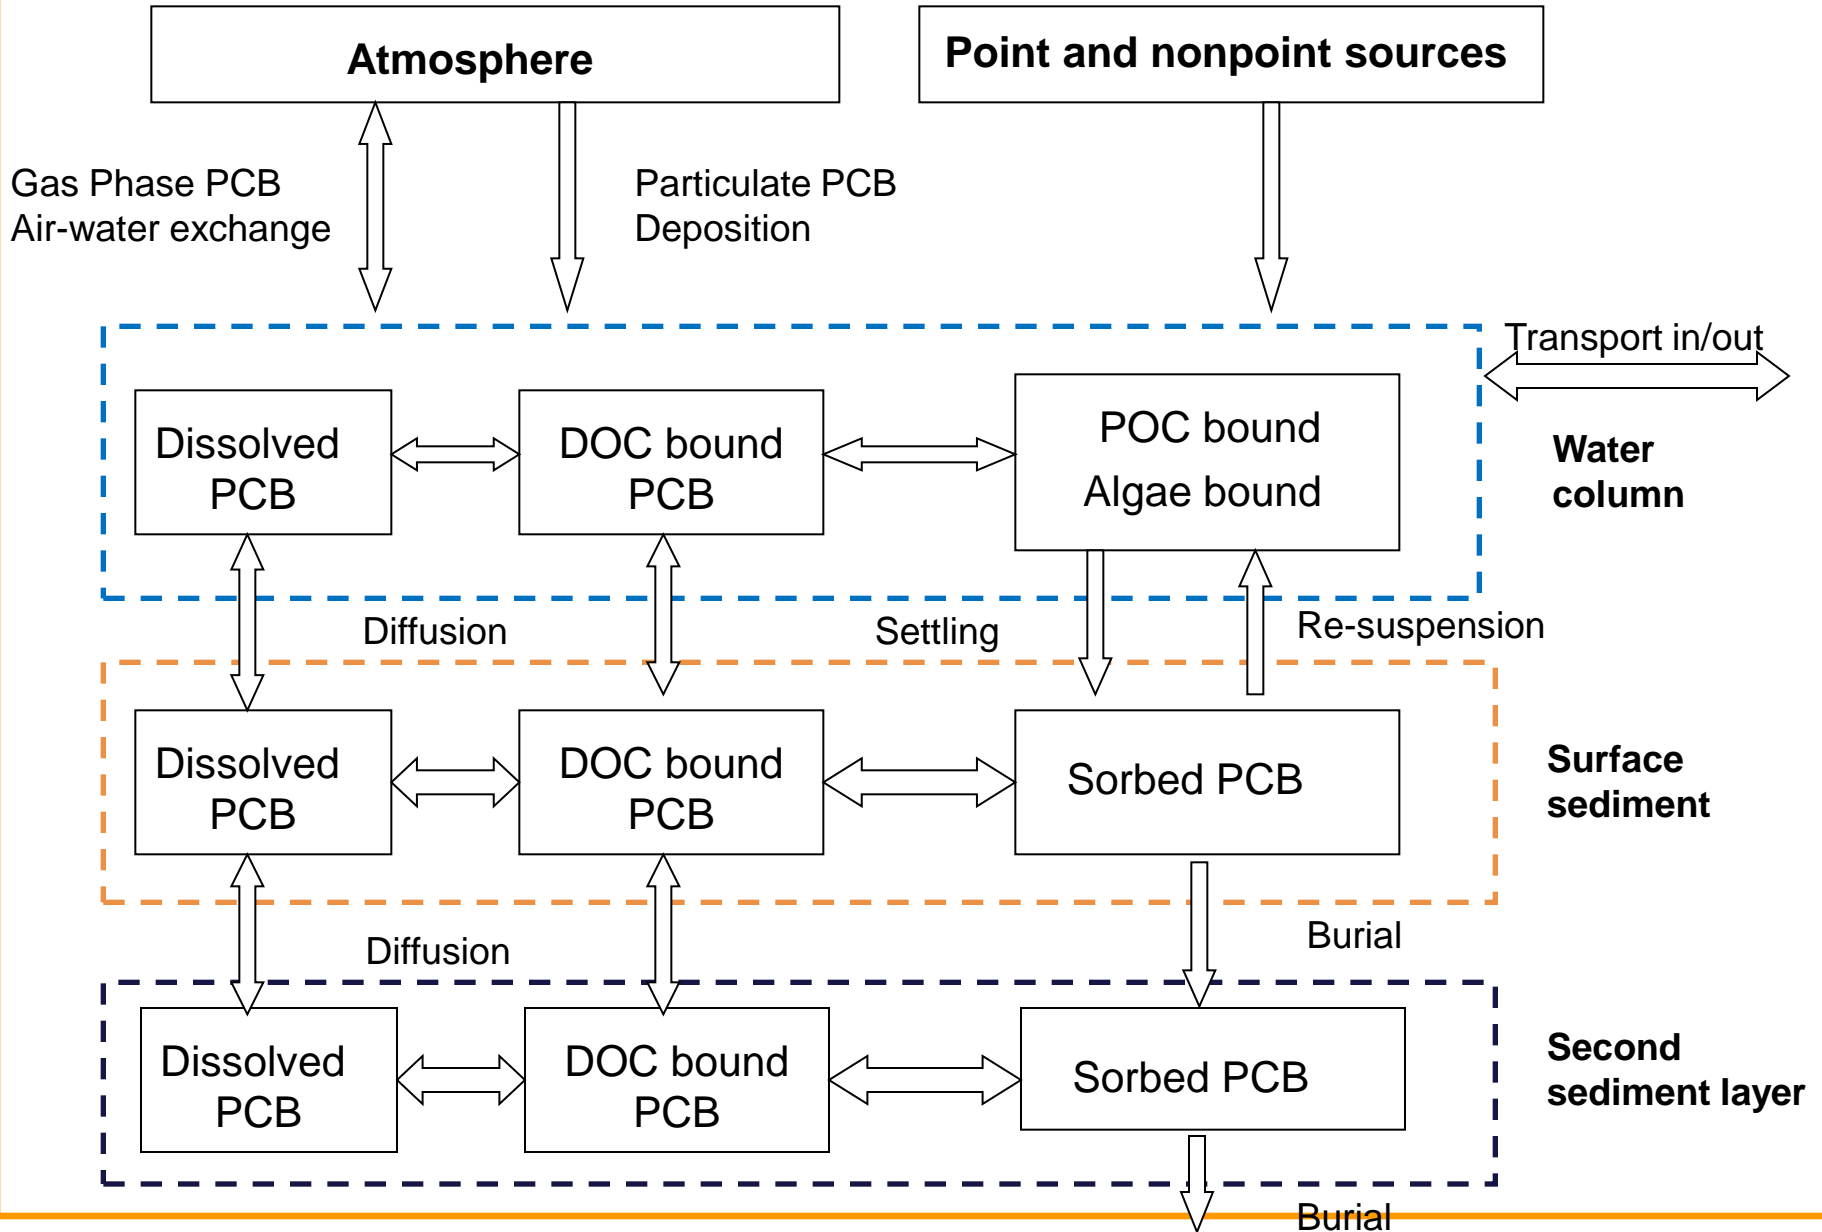 Atmosphere
Point and nonpoint sources
Gas Phase PCB
Air-water exchange
Particulate PCB
Deposition
Transport in/out
Dissolved
PCB
DOC bound
PCB
POC bound
Algae bound
Water
column
Diffusion
Settling
Re-suspension
Dissolved
PCB
DOC bound
PCB
Sorbed PCB
Surface
sediment
Diffusion
Burial
Dissolved
PCB
DOC bound
PCB
Sorbed PCB
Second
sediment layer
Burial